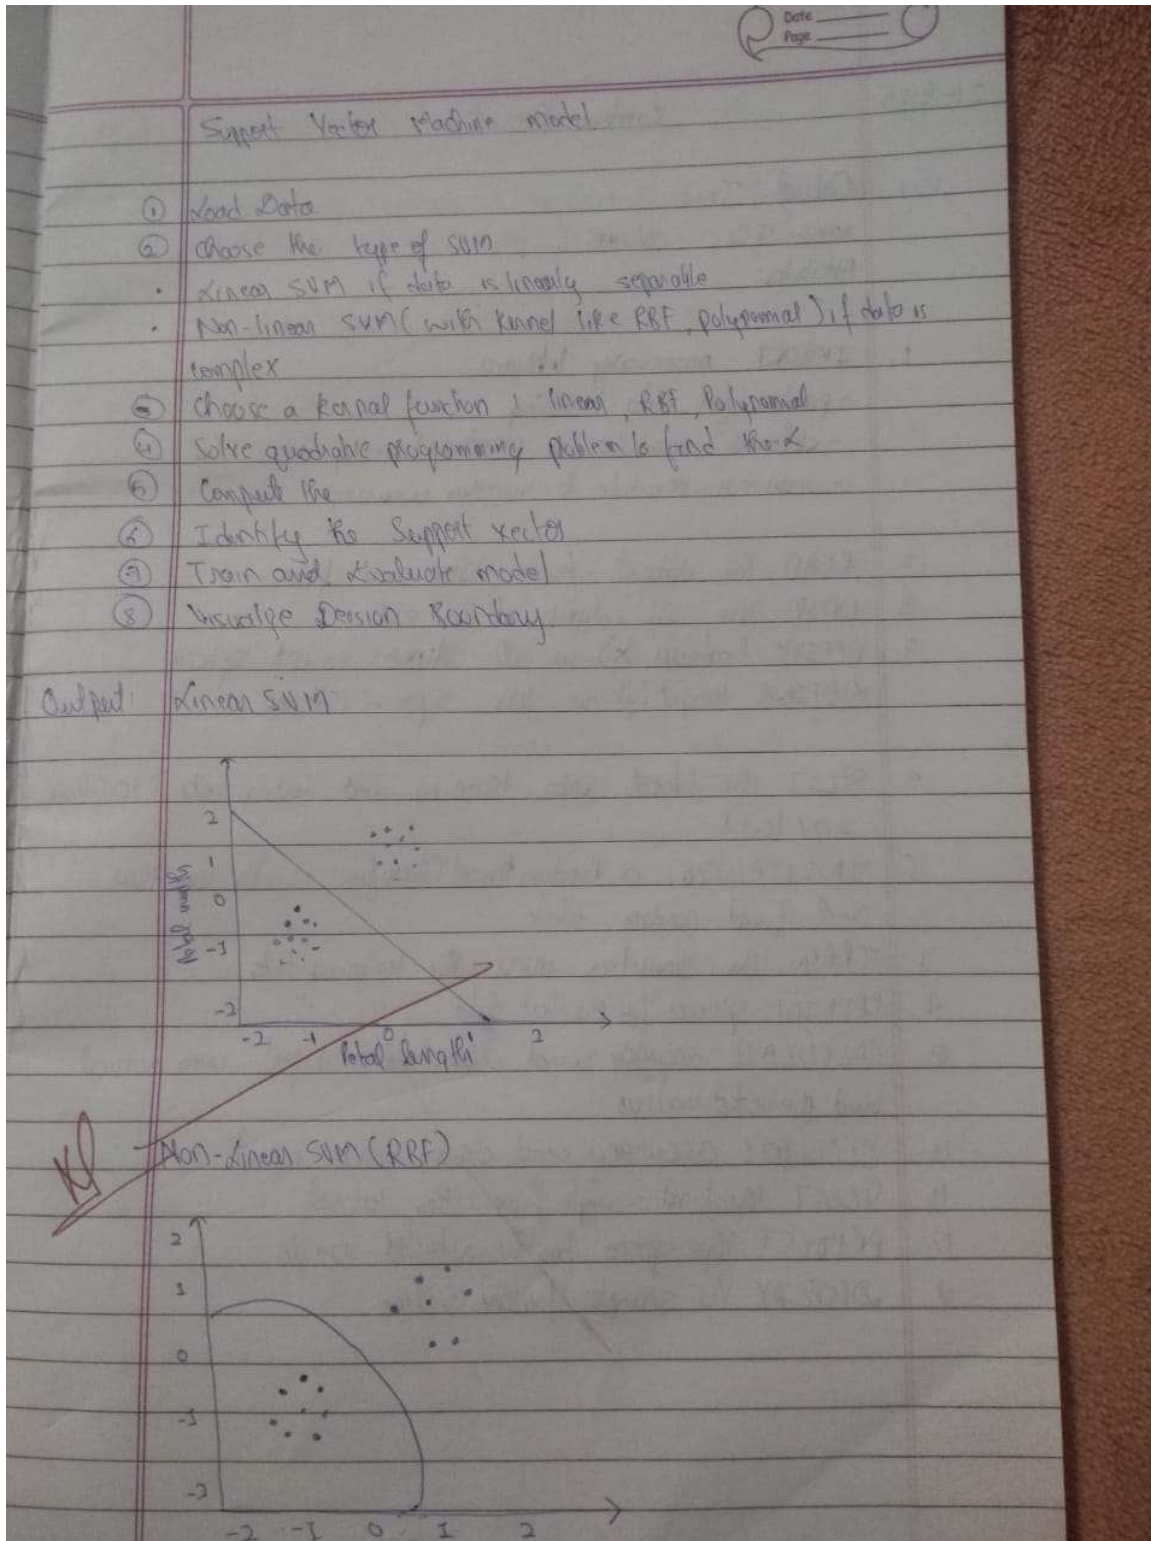 Date
Page
Support Vector Machine model
① Load Data
② choose the type of SVM
· Linear SVM if data is linearly separable
· Non-linear SVM (with kernel like RBF, polynomial) if data is
complex
③ Choose a kernal function : linear, RBF, Polynomial
④ Solve quadratic programming problem to find the α
⑤ Compute the
⑥ Identify the Support vector
⑦ Train and Evaluate model
⑧ Visualize Decision Boundary
Output: Linear SVM
2
1
0
-1
-2
Petal width
-2 -1 0 1 2
Petal length
Non-Linear SVM (RBF)
2
1
0
-1
-2
-2 -1 0 1 2